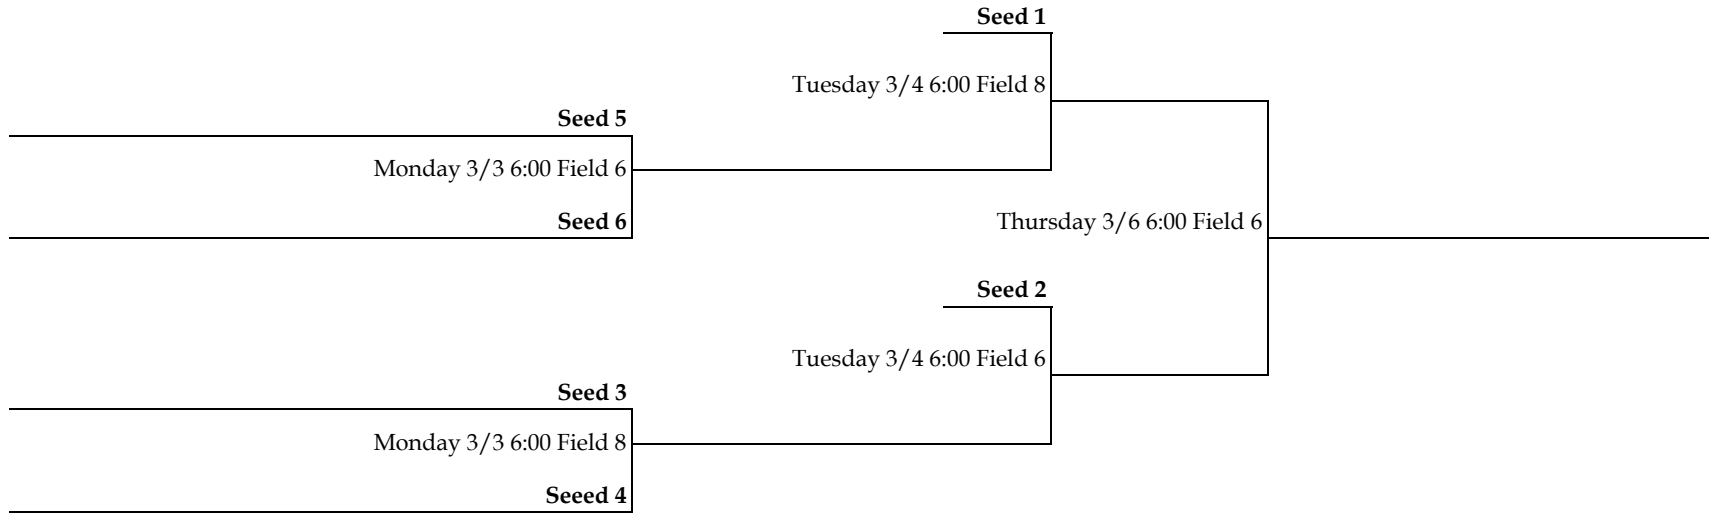 Seed 1
Tuesday 3/4 6:00 Field 8
Seed 5
Monday 3/3 6:00 Field 6
Seed 6
Thursday 3/6 6:00 Field 6
Seed 2
Tuesday 3/4 6:00 Field 6
Seed 3
Monday 3/3 6:00 Field 8
Seeed 4